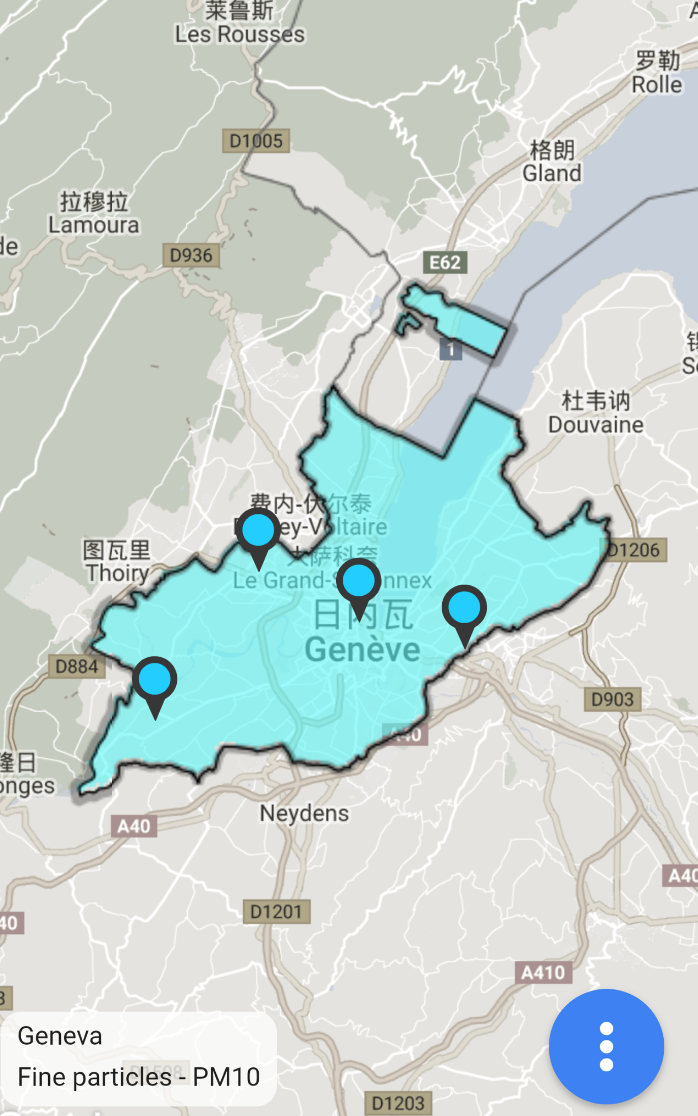 莱鲁斯
Les Rousses
罗勒
Rolle
D1005
格朗
Gland
拉穆拉
Lamoura
de
D936
E62
1
杜韦讷
Douvaine
费内-伏尔泰
ey-Voltaire
大萨科奈
Le Grand-S nnex
图瓦里
Thoiry
D1206
日内瓦
Genève
D884
D903
A40
隆日
onges
A40
Neydens
A40
D1201
40
A410
Geneva
Fine particles - PM10
D1203